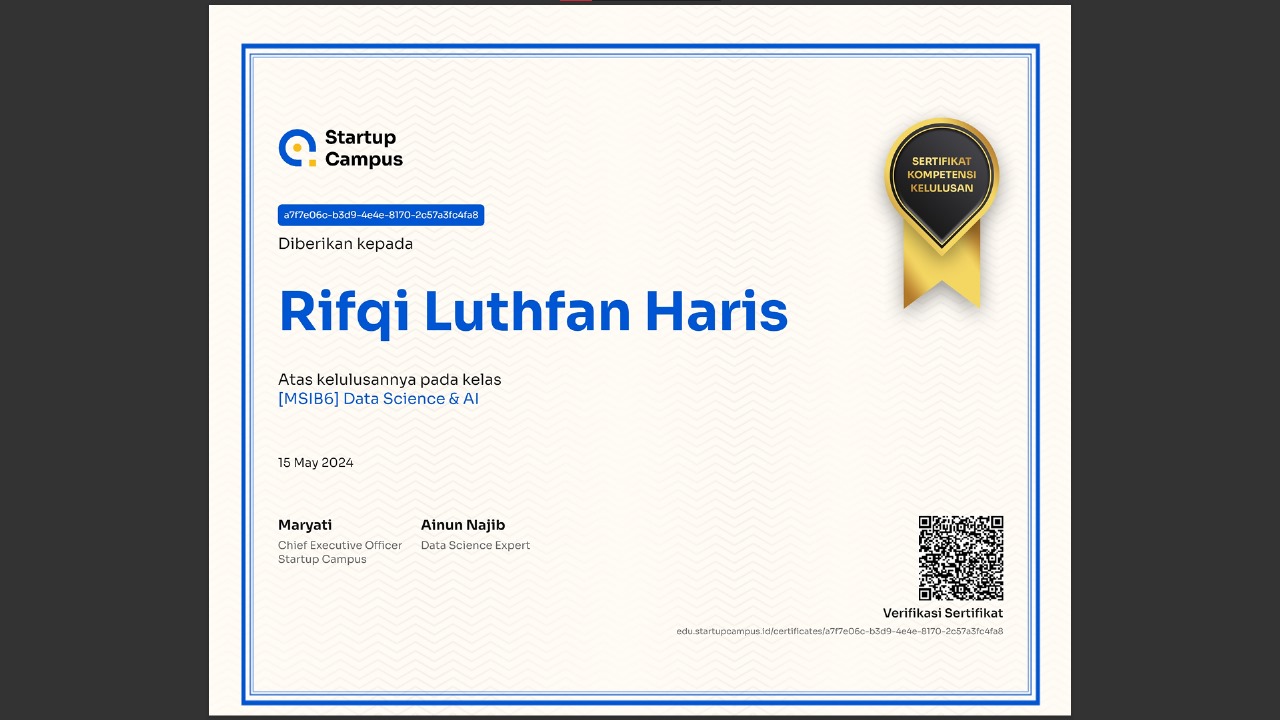 Startup
Campus
SERTIFIKAT
KOMPETENSI
KELULUSAN
a7f7e06c-b3d9-4e4e-8170-2c57a3fc4fa8
Diberikan kepada
Rifqi Luthfan Haris
Atas kelulusannya pada kelas
[MSIB6] Data Science & AI
15 May 2024
Maryati
Chief Executive Officer
Startup Campus
Ainun Najib
Data Science Expert
Verifikasi Sertifikat
edu.startupcampus.id/certificates/a7f7e06c-b3d9-4e4e-8170-2c57a3fc4fa8